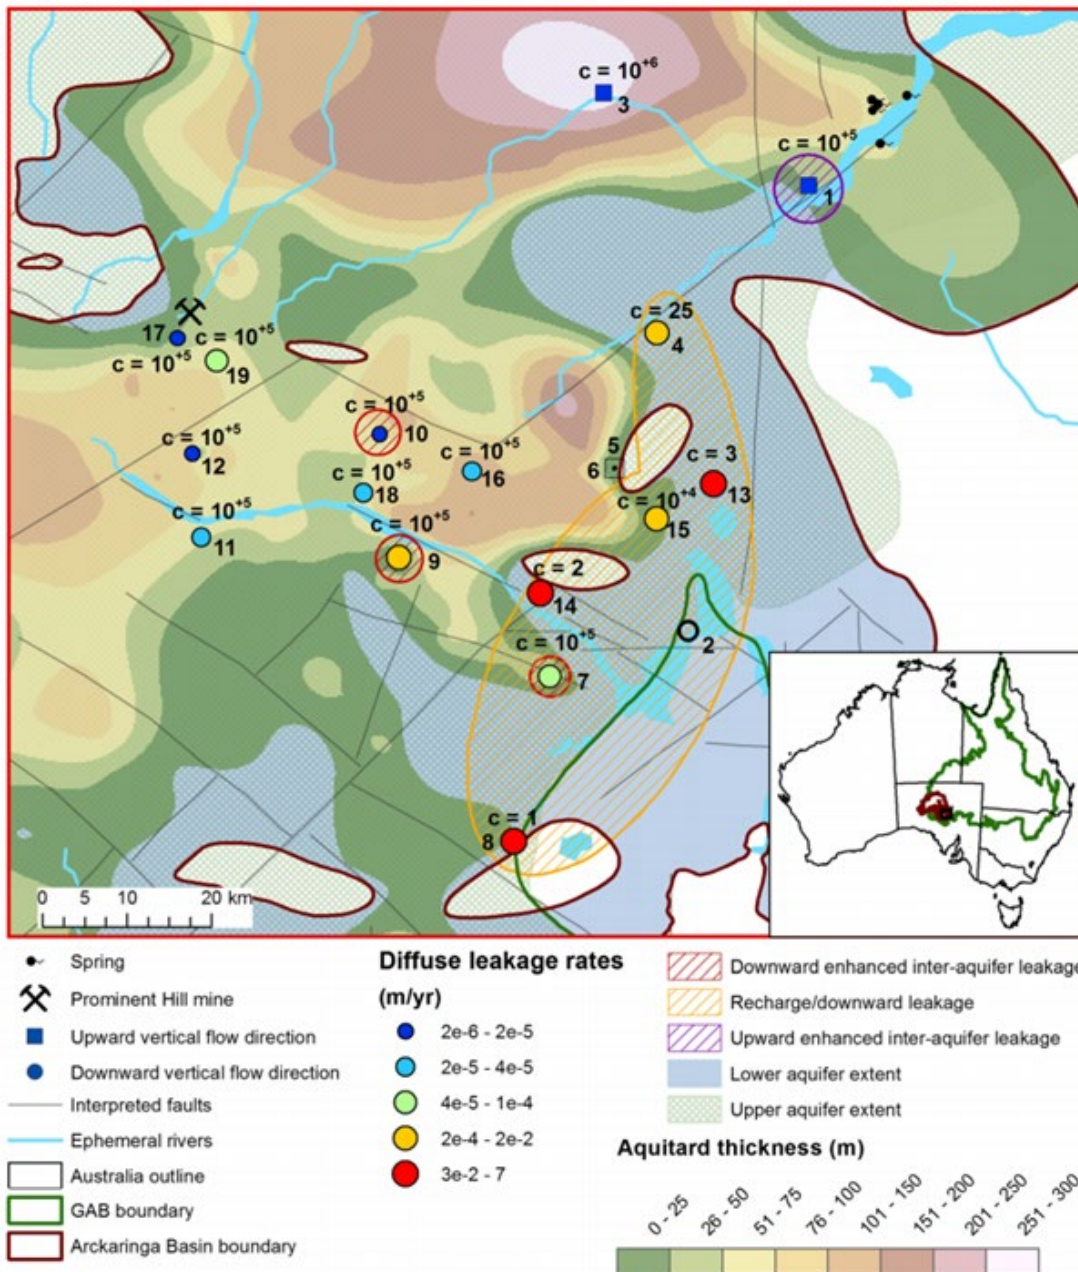 c = 10+6
3
c = 10+5
1
c = 25
4
17
c = 10+5
c = 10+5
19
c = 10+5
10
c = 10+5
12
c = 10+5
16
c = 10+5
18
5
6
c = 3
13
c = 10+4
15
c = 10+5
11
c = 10+5
9
c = 2
14
2
c = 10+5
7
c = 1
8
0 5 10 20 km
Spring
Prominent Hill mine
Upward vertical flow direction
Downward vertical flow direction
Interpreted faults
Ephemeral rivers
Australia outline
GAB boundary
Arckaringa Basin boundary
Diffuse leakage rates
(m/yr)
2e-6 - 2e-5
2e-5 - 4e-5
4e-5 - 1e-4
2e-4 - 2e-2
3e-2 - 7
Downward enhanced inter-aquifer leakage
Recharge/downward leakage
Upward enhanced inter-aquifer leakage
Lower aquifer extent
Upper aquifer extent
Aquitard thickness (m)
0 - 25
26 - 50
51 - 75
76 - 100
101 - 150
151 - 200
201 - 250
251 - 300